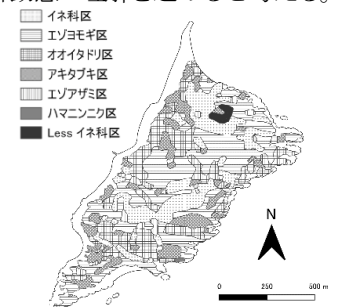 イネ科区
エゾヨモギ区
オオイタドリ区
アキタブキ区
エゾアザミ区
ハマニンニク区
Less イネ科区
N
0 250 500 m